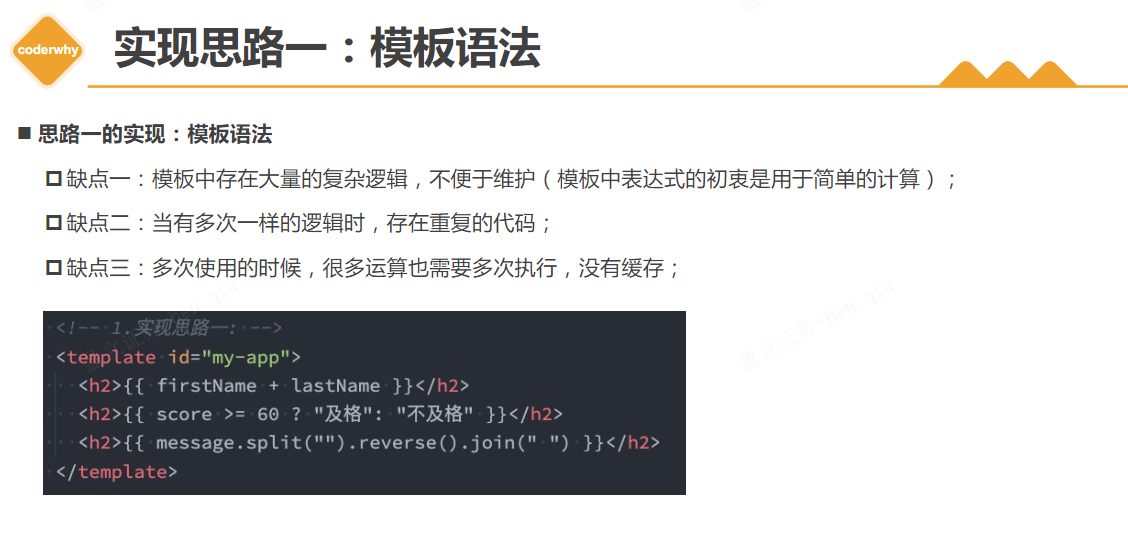 coderwhy
实现思路一：模板语法
■ 思路一的实现：模板语法
缺点一：模板中存在大量的复杂逻辑，不便于维护（模板中表达式的初衷是用于简单的计算）；
缺点二：当有多次一样的逻辑时，存在重复的代码；
缺点三：多次使用的时候，很多运算也需要多次执行，没有缓存；
<!-- 1.实现思路一: -->
<template id="my-app">
<h2>{{ firstName + lastName }}</h2>
<h2>{{ score >= 60 ? "及格": "不及格" }}</h2>
<h2>{{ message.split("").reverse().join(" ") }}</h2>
</template>